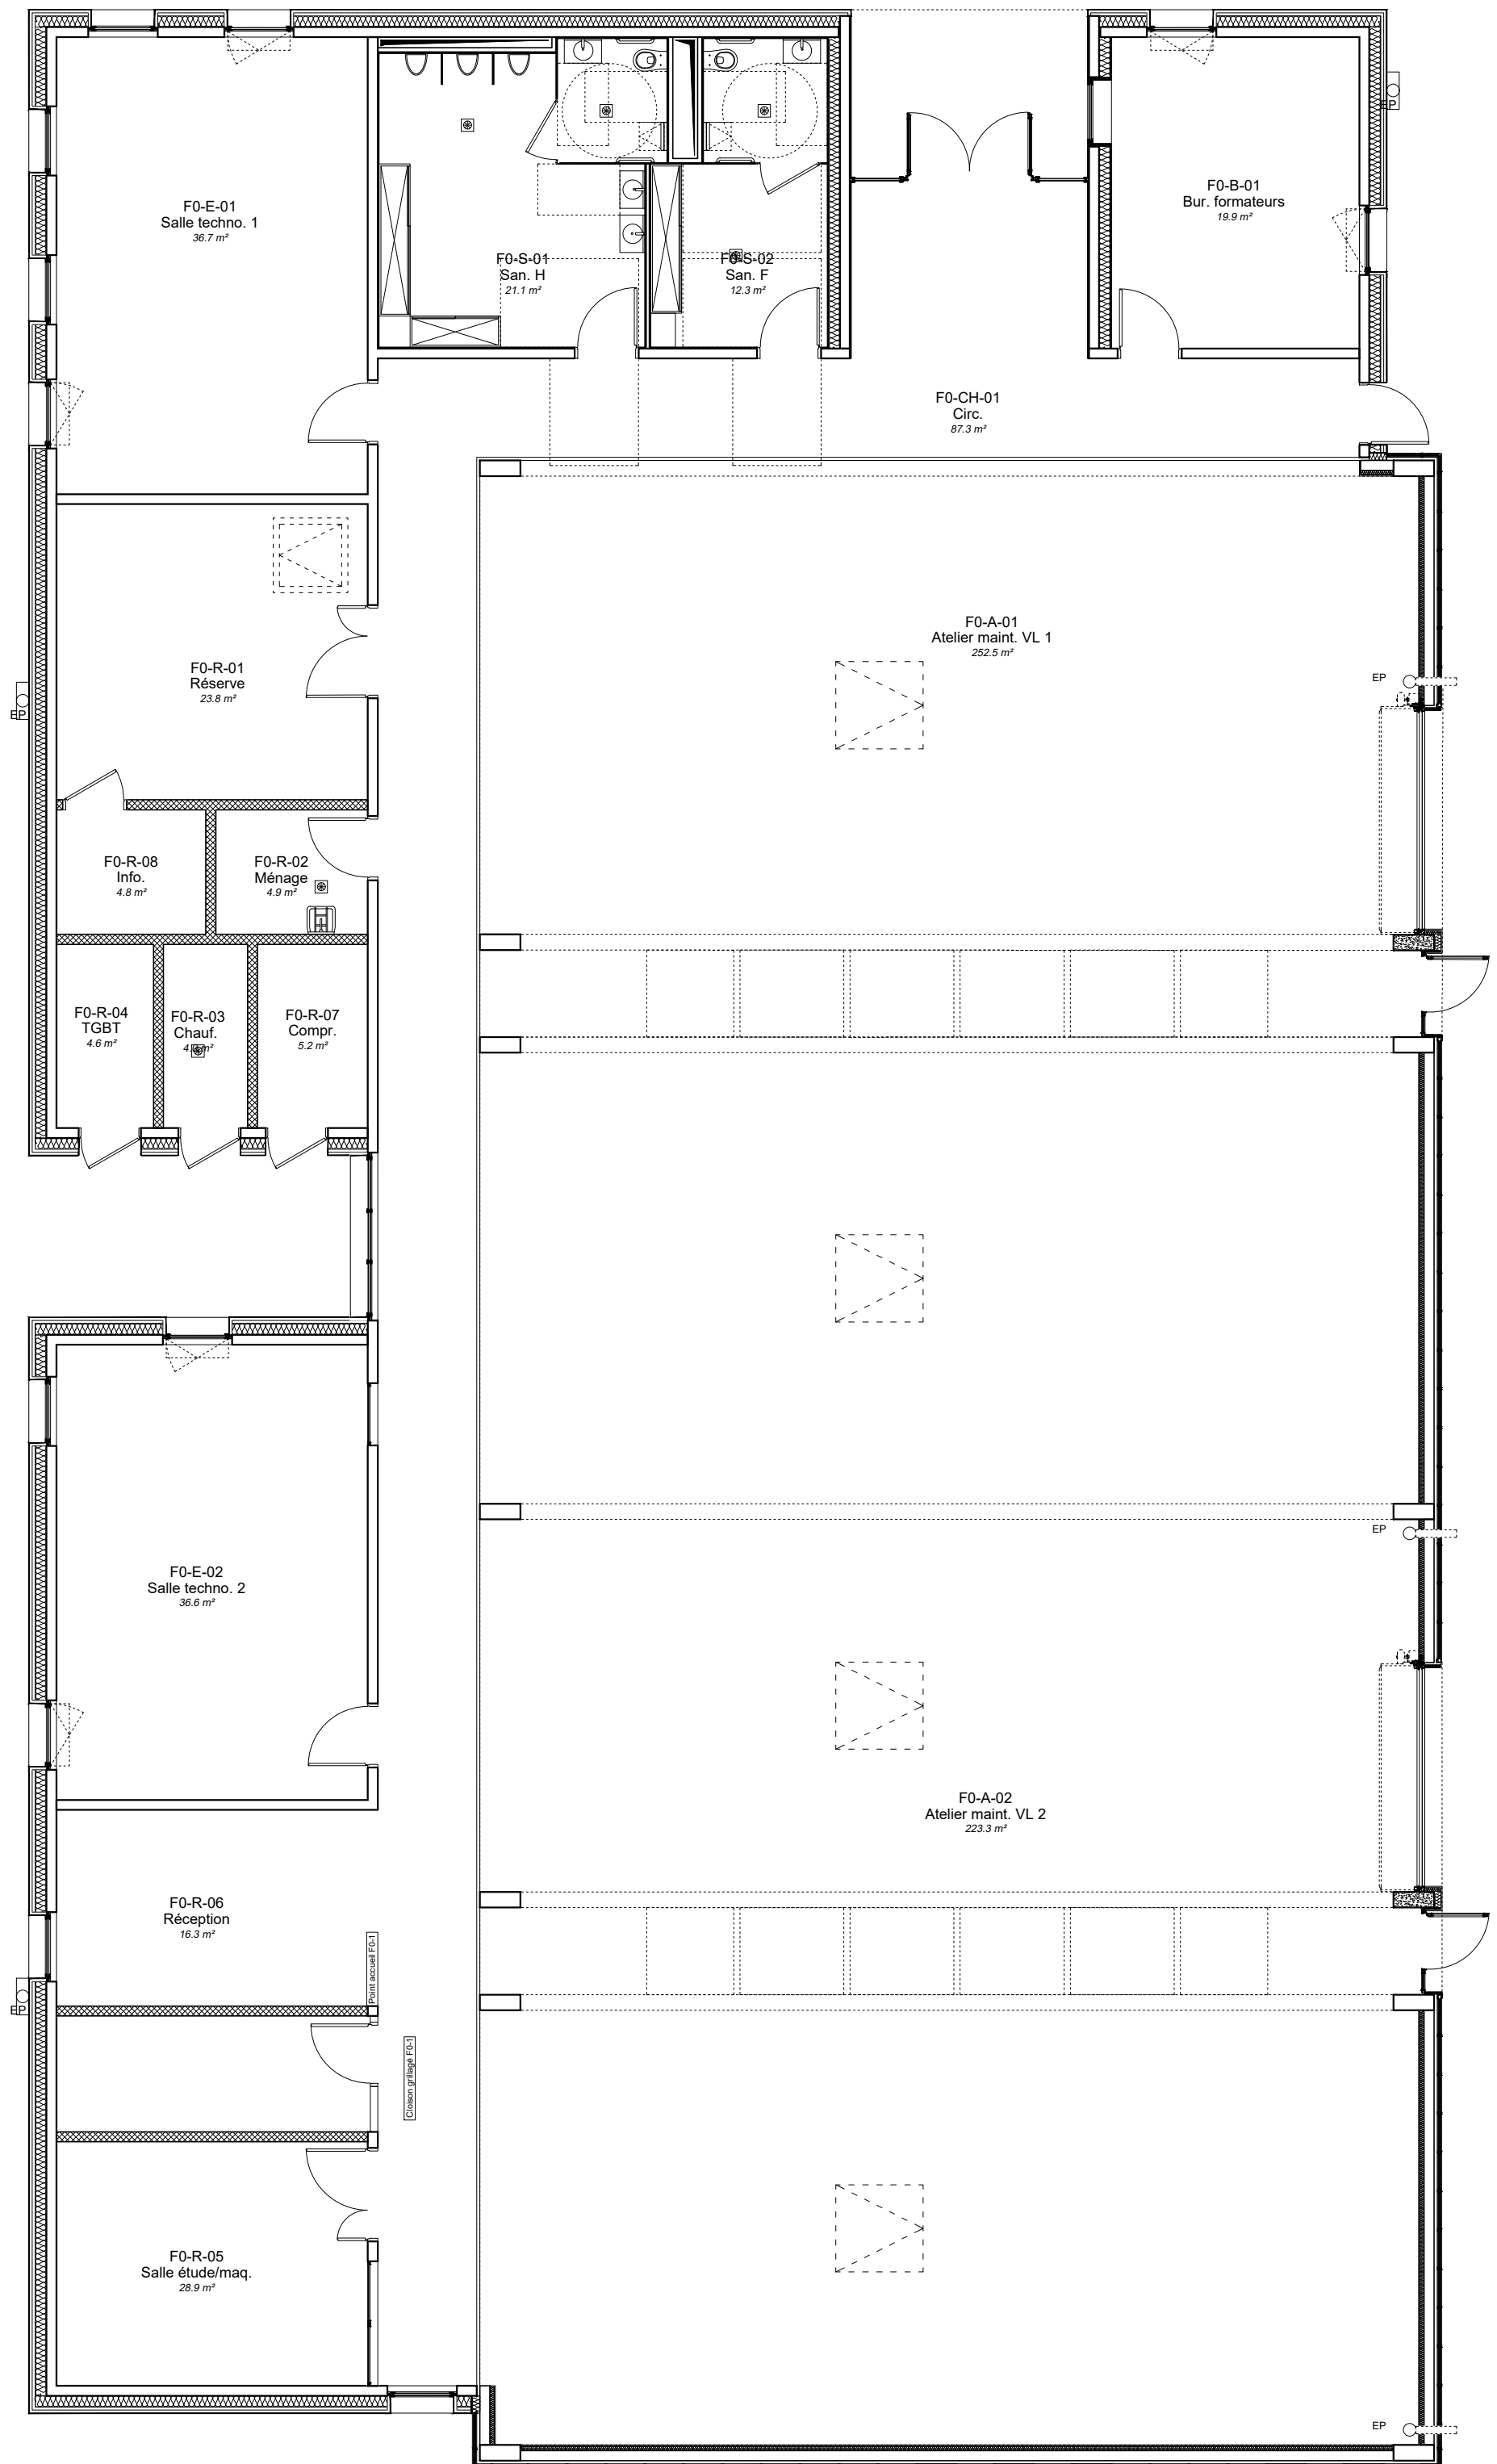 EP
F0-B-01
Bur. formateurs
19.9 m²
F0-E-01
Salle techno. 1
36.7 m²
F0-S-01
San. H
21.1 m²
F0-S-02
San. F
12.3 m²
F0-CH-01
Circ.
87.3 m²
F0-A-01
Atelier maint. VL 1
252.5 m²
F0-R-01
Réserve
23.8 m²
EP
EP
F0-R-08
Info.
4.8 m²
F0-R-02
Ménage
4.9 m²
F0-R-04
TGBT
4.6 m²
F0-R-03
Chauf.
F0-R-07
Compr.
5.2 m²
EP
F0-E-02
Salle techno. 2
36.6 m²
F0-A-02
Atelier maint. VL 2
223.3 m²
F0-R-06
Réception
16.3 m²
Point accueil F0-1
EP
Cloison grillagé F0-1
F0-R-05
Salle étude/maq.
28.9 m²
EP